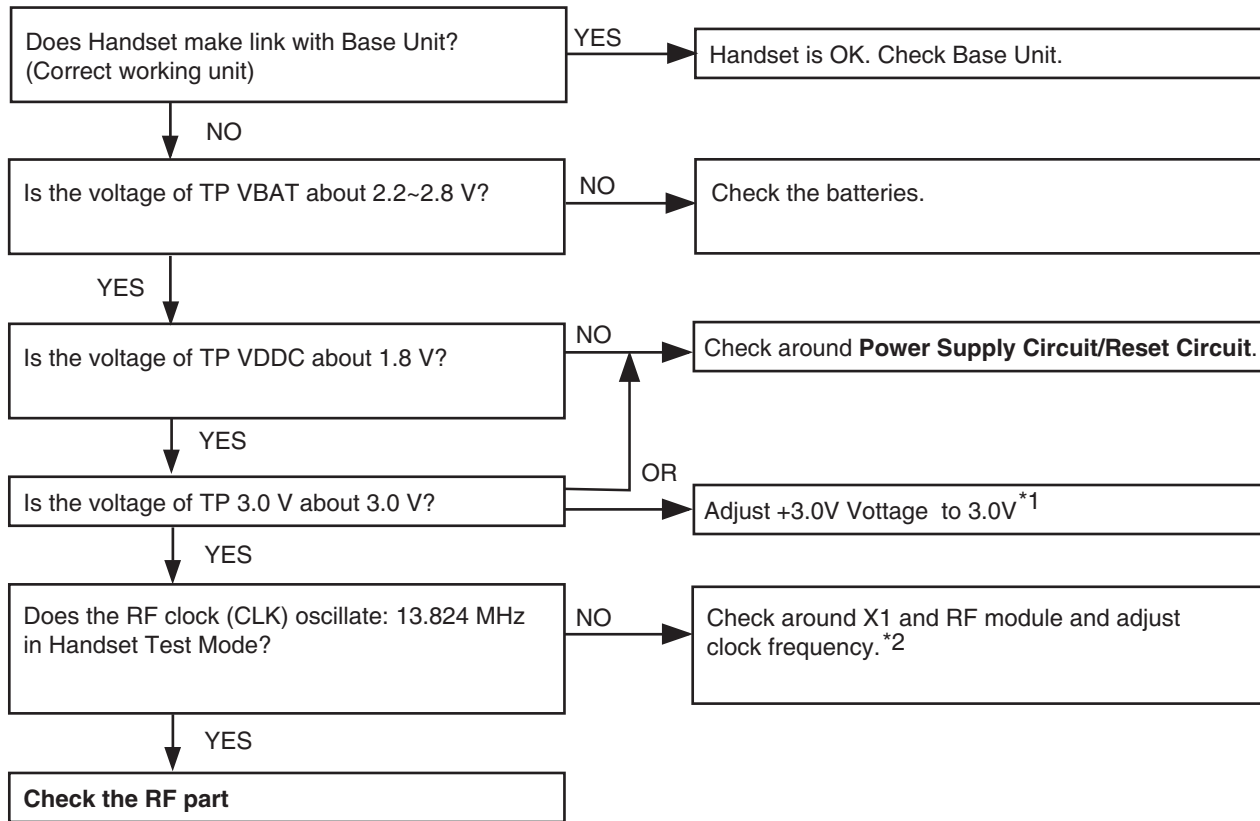 Does Handset make link with Base Unit?
(Correct working unit)
YES
Handset is OK. Check Base Unit.
NO
Is the voltage of TP VBAT about 2.2~2.8 V?
NO
Check the batteries.
YES
Is the voltage of TP VDDC about 1.8 V?
NO
Check around Power Supply Circuit/Reset Circuit.
YES
Is the voltage of TP 3.0 V about 3.0 V?
OR
Adjust +3.0V Vottage to 3.0V*1
YES
Does the RF clock (CLK) oscillate: 13.824 MHz
in Handset Test Mode?
NO
Check around X1 and RF module and adjust
clock frequency.*2
YES
Check the RF part